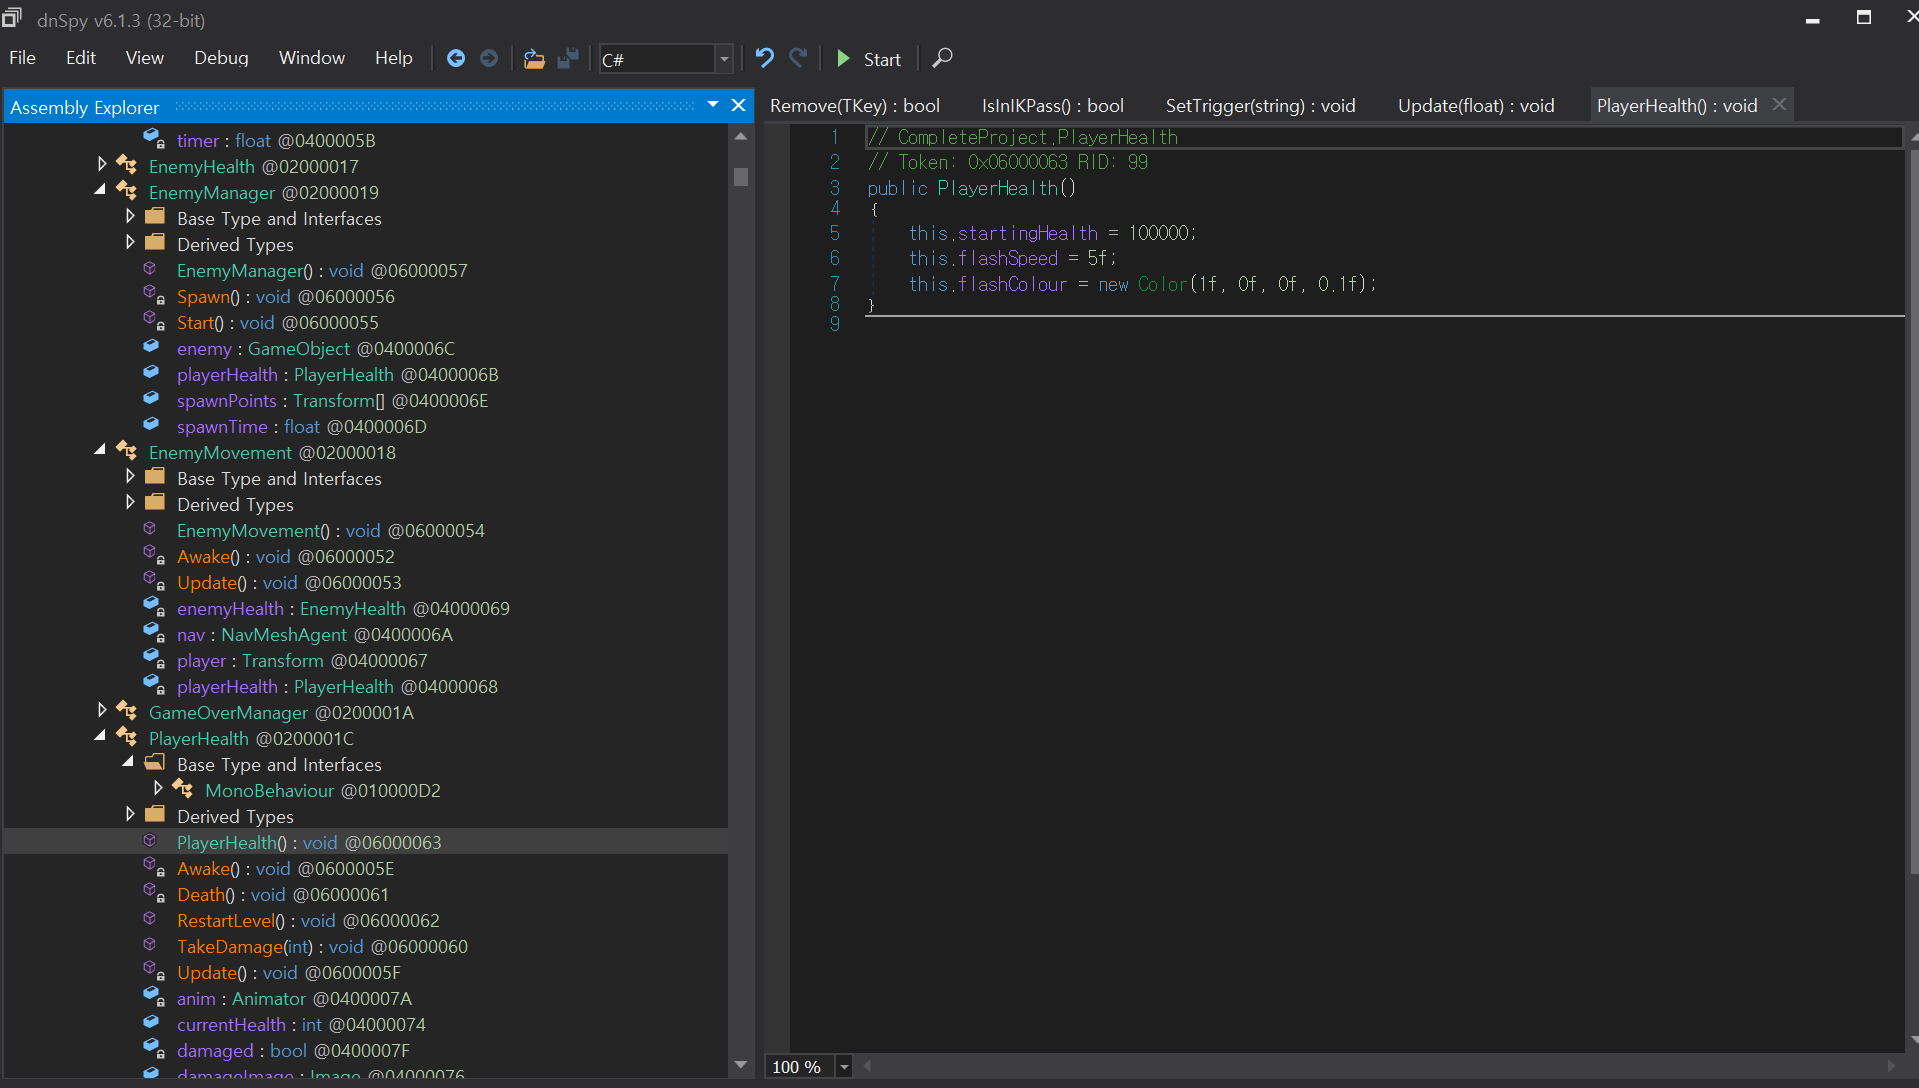 dnSpy v6.1.3 (32-bit)
File Edit View Debug Window Help C# Start
Assembly Explorer
timer : float @0400005B
EnemyHealth @02000017
EnemyManager @02000019
Base Type and Interfaces
Derived Types
EnemyManager() : void @06000057
Spawn() : void @06000056
Start() : void @06000055
enemy : GameObject @0400006C
playerHealth : PlayerHealth @0400006B
spawnPoints : Transform[] @0400006E
spawnTime : float @0400006D
EnemyMovement @02000018
Base Type and Interfaces
Derived Types
EnemyMovement() : void @06000054
Awake() : void @06000052
Update() : void @06000053
enemyHealth : EnemyHealth @04000069
nav : NavMeshAgent @0400006A
player : Transform @04000067
playerHealth : PlayerHealth @04000068
GameOverManager @0200001A
PlayerHealth @0200001C
Base Type and Interfaces
MonoBehaviour @010000D2
Derived Types
PlayerHealth() : void @06000063
Awake() : void @0600005E
Death() : void @06000061
RestartLevel() : void @06000062
TakeDamage(int) : void @06000060
Update() : void @0600005F
anim : Animator @0400007A
currentHealth : int @04000074
damaged : bool @0400007F
damageImage : Image @04000076
Remove(TKey) : bool IsInIKPass() : bool SetTrigger(string) : void Update(float) : void PlayerHealth() : void
1 // CompleteProject.PlayerHealth
2 // Token: 0x06000063 RID: 99
3 public PlayerHealth()
4 {
5 this.startingHealth = 100000;
6 this.flashSpeed = 5f;
7 this.flashColour = new Color(1f, 0f, 0f, 0.1f);
8 }
9
100 %